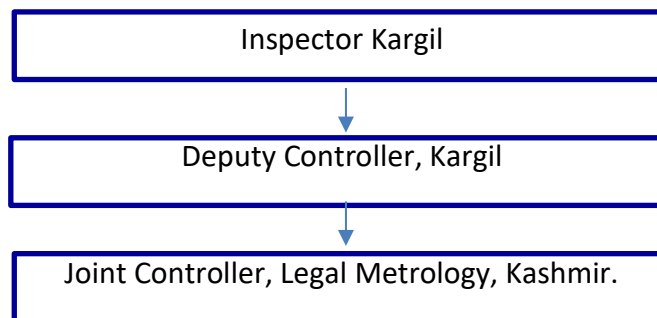 Inspector Kargil
Deputy Controller, Kargil
Joint Controller, Legal Metrology, Kashmir.